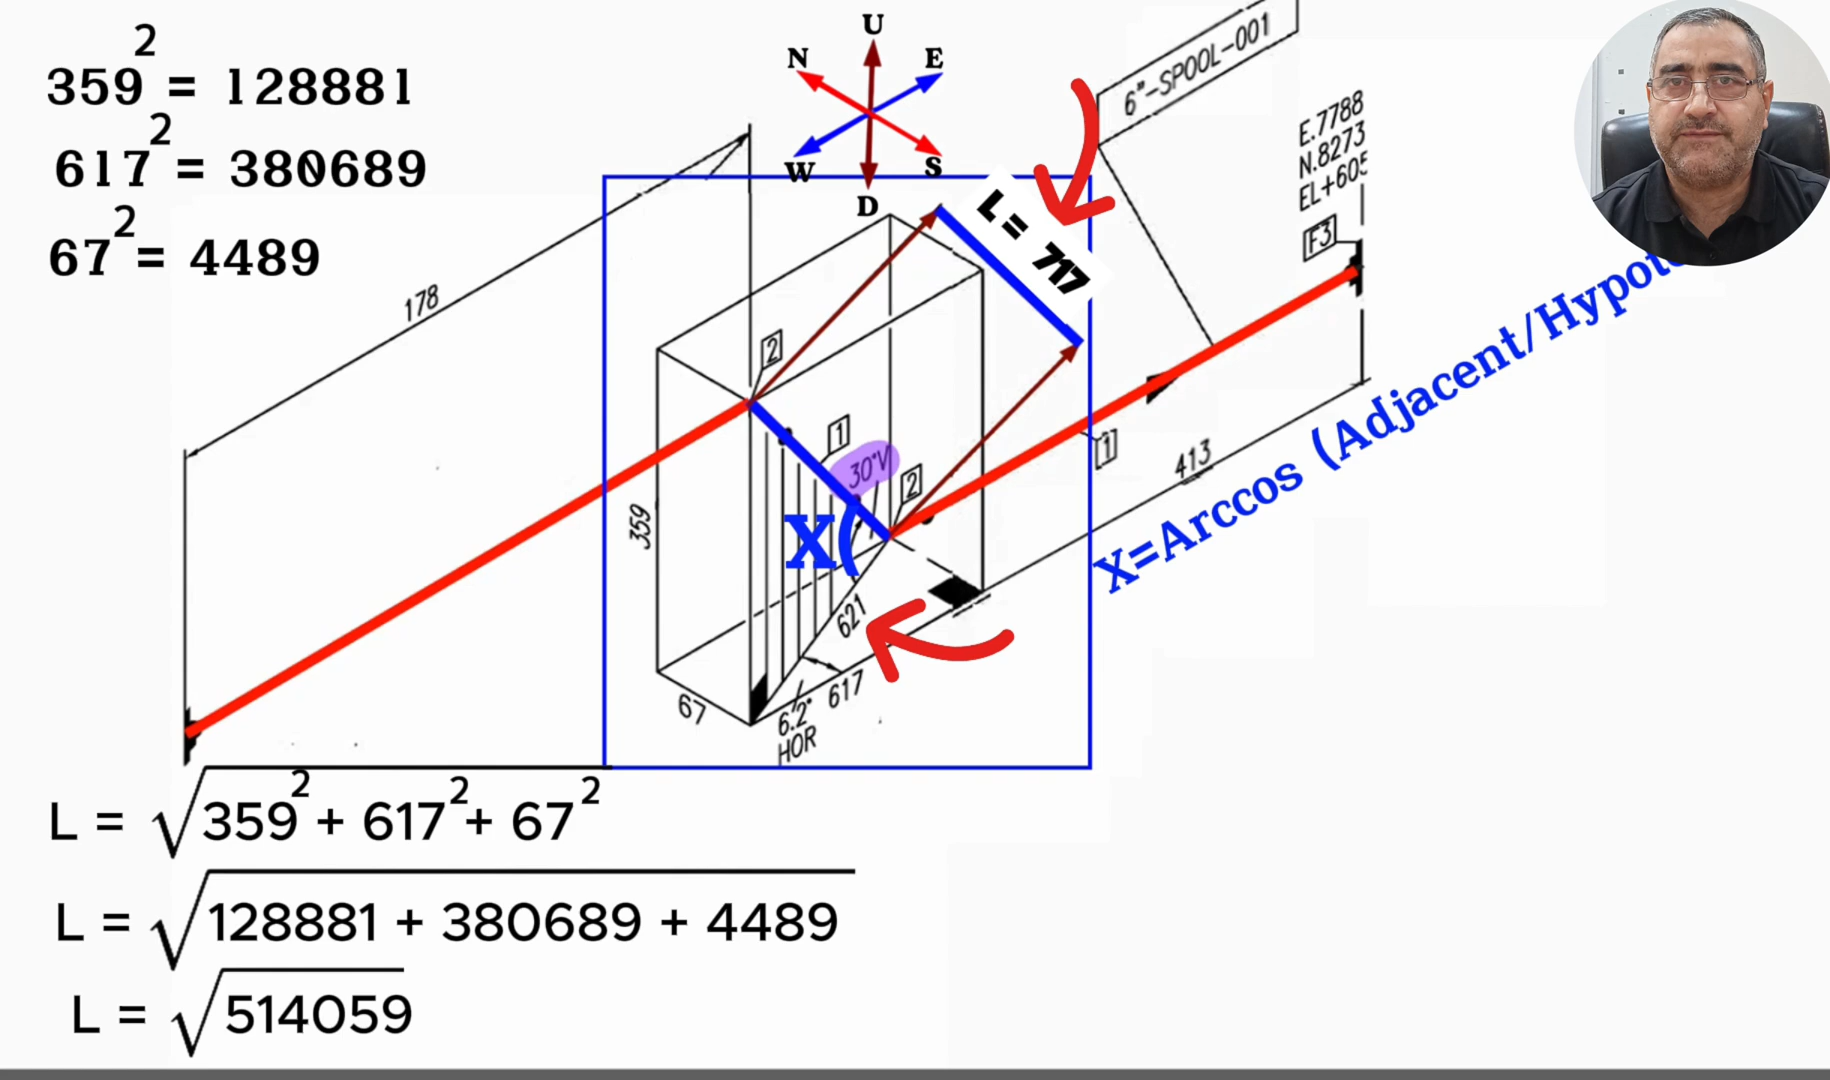 359² = 128881
617² = 380689
67² = 4489
U
N
E
W
S
D
6"-SPOOL-001
E.7788
N.8273
EL+605
F3
178
L= 717
2
1
30°V
2
1
413
359
X
621
67
617
6.2°
HOR
X=Arccos (Adjacent/Hypote
L = √359² + 617² + 67²
L = √128881 + 380689 + 4489
L = √514059